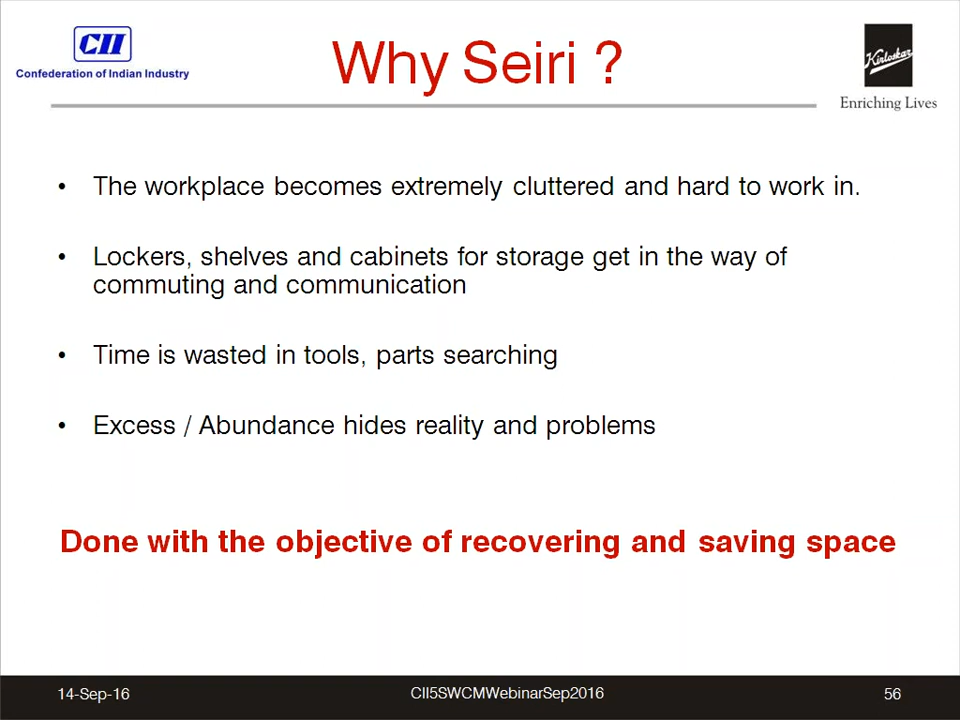 CII
Confederation of Indian Industry
Why Seiri ?
Kirloskar
Enriching Lives
• The workplace becomes extremely cluttered and hard to work in.
• Lockers, shelves and cabinets for storage get in the way of
commuting and communication
• Time is wasted in tools, parts searching
• Excess / Abundance hides reality and problems
Done with the objective of recovering and saving space
14-Sep-16
CII5SWCMWebinarSep2016
56